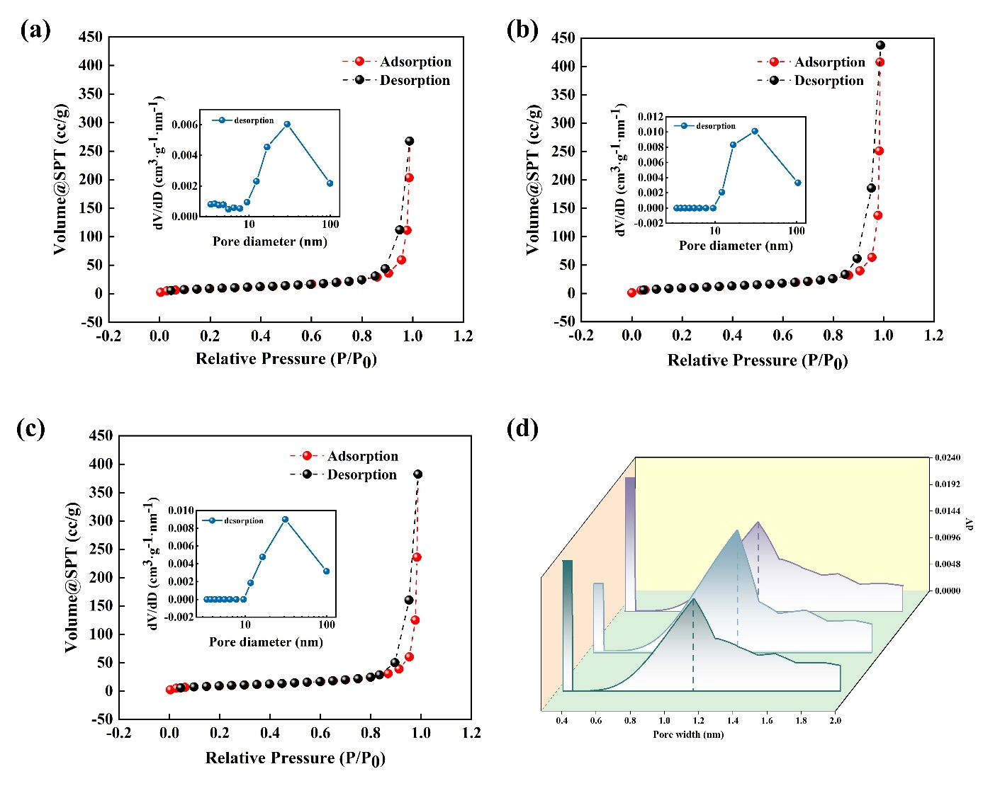 (a)
450
400
350
300
250
200
150
100
50
0
-50
Volume@SPT (cc/g)
-0.2 0.0 0.2 0.4 0.6 0.8 1.0 1.2
Relative Pressure (P/P0)
Adsorption
Desorption
desorption
0.006
0.004
0.002
0.000
dV/dD (cm3·g-1·nm-1)
10 100
Pore diameter (nm)
(b)
450
400
350
300
250
200
150
100
50
0
-50
Volume@SPT (cc/g)
-0.2 0.0 0.2 0.4 0.6 0.8 1.0 1.2
Relative Pressure (P/P0)
Adsorption
Desorption
desorption
0.012
0.010
0.008
0.006
0.004
0.002
0.000
-0.002
dV/dD (cm3·g-1·nm-1)
10 100
Pore diameter (nm)
(c)
450
400
350
300
250
200
150
100
50
0
-50
Volume@SPT (cc/g)
-0.2 0.0 0.2 0.4 0.6 0.8 1.0 1.2
Relative Pressure (P/P0)
Adsorption
Desorption
desorption
0.010
0.008
0.006
0.004
0.002
0.000
-0.002
dV/dD (cm3·g-1·nm-1)
10 100
Pore diameter (nm)
(d)
0.0240
0.0192
0.0144
0.0096
0.0048
0.0000
dV
0.4 0.6 0.8 1.0 1.2 1.4 1.6 1.8 2.0
Pore width (nm)